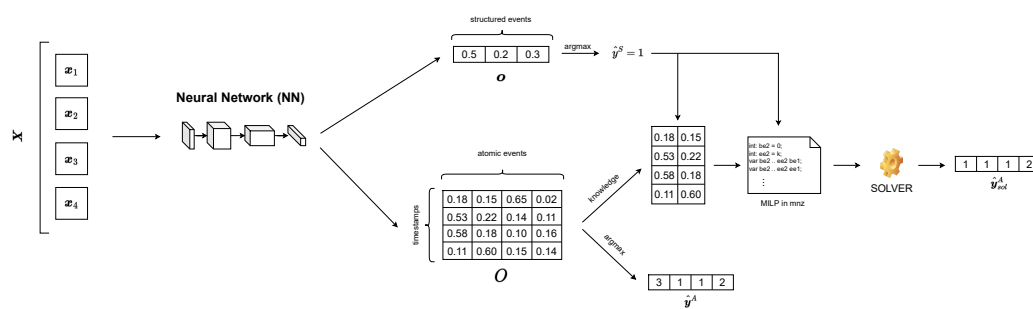 X
x1
x2
x3
x4
Neural Network (NN)
structured events
0.5 0.2 0.3
o
argmax
ŷ^S = 1
atomic events
timestamps
0.18 0.15 0.65 0.02
0.53 0.22 0.14 0.11
0.58 0.18 0.10 0.16
0.11 0.60 0.15 0.14
O
knowledge
argmax
0.18 0.15
0.53 0.22
0.58 0.18
0.11 0.60
int: be2 = 0;
int: ee2 = k;
var be2 .. ee2 be1;
var be2 .. ee2 ee1;
⋮
MILP in mnz
SOLVER
1 1 1 2
ŷ^A_sol
3 1 1 2
ŷ^A